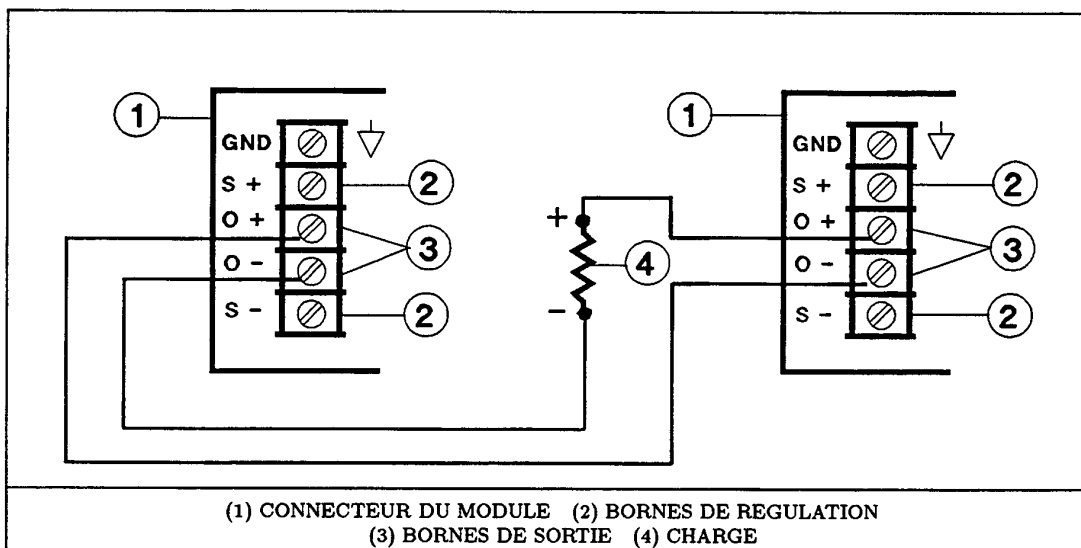 1
GND
S +
2
O +
3
O -
S -
2
+
4
-
1
GND
S +
2
O +
3
O -
S -
2
(1) CONNECTEUR DU MODULE (2) BORNES DE REGULATION
(3) BORNES DE SORTIE (4) CHARGE